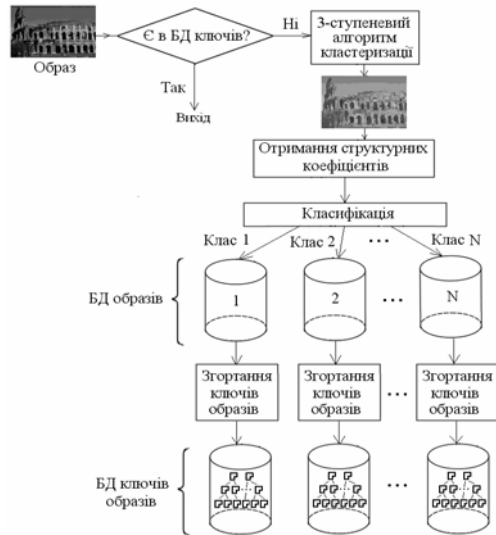 Образ
Є в БД ключів?
Ні
Так
Вихід
3-ступеневий
алгоритм
кластеризації
Отримання структурних
коефіцієнтів
Класифікація
Клас 1
Клас 2
...
Клас N
БД образів
1
2
...
N
Згортання
ключів
образів
Згортання
ключів
образів
...
Згортання
ключів
образів
БД ключів
образів
...